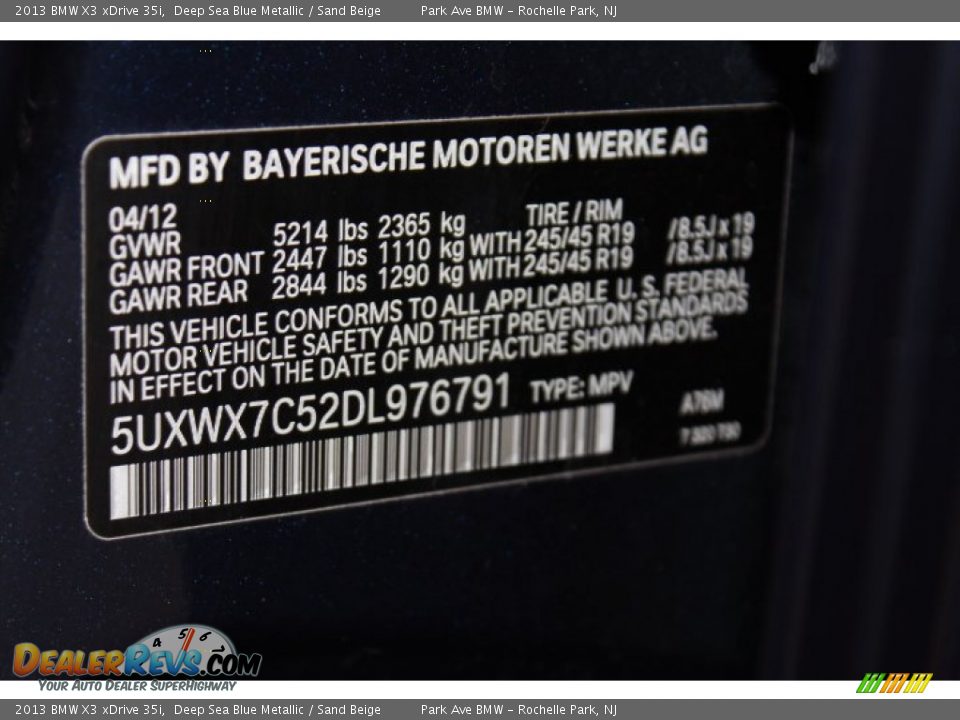 2013 BMW X3 xDrive 35i, Deep Sea Blue Metallic / Sand Beige Park Ave BMW – Rochelle Park, NJ
MFD BY BAYERISCHE MOTOREN WERKE AG
04/12 TIRE / RIM
GVWR 5214 lbs 2365 kg
GAWR FRONT 2447 lbs 1110 kg WITH 245/45 R19 /8.5J x 19
GAWR REAR 2844 lbs 1290 kg WITH 245/45 R19 /8.5J x 19
THIS VEHICLE CONFORMS TO ALL APPLICABLE U. S. FEDERAL
MOTOR VEHICLE SAFETY AND THEFT PREVENTION STANDARDS
IN EFFECT ON THE DATE OF MANUFACTURE SHOWN ABOVE.
5UXWX7C52DL976791 TYPE: MPV
A76M
4 5 6
DEALERREVS.COM
YOUR AUTO DEALER SUPERHIGHWAY
2013 BMW X3 xDrive 35i, Deep Sea Blue Metallic / Sand Beige Park Ave BMW – Rochelle Park, NJ